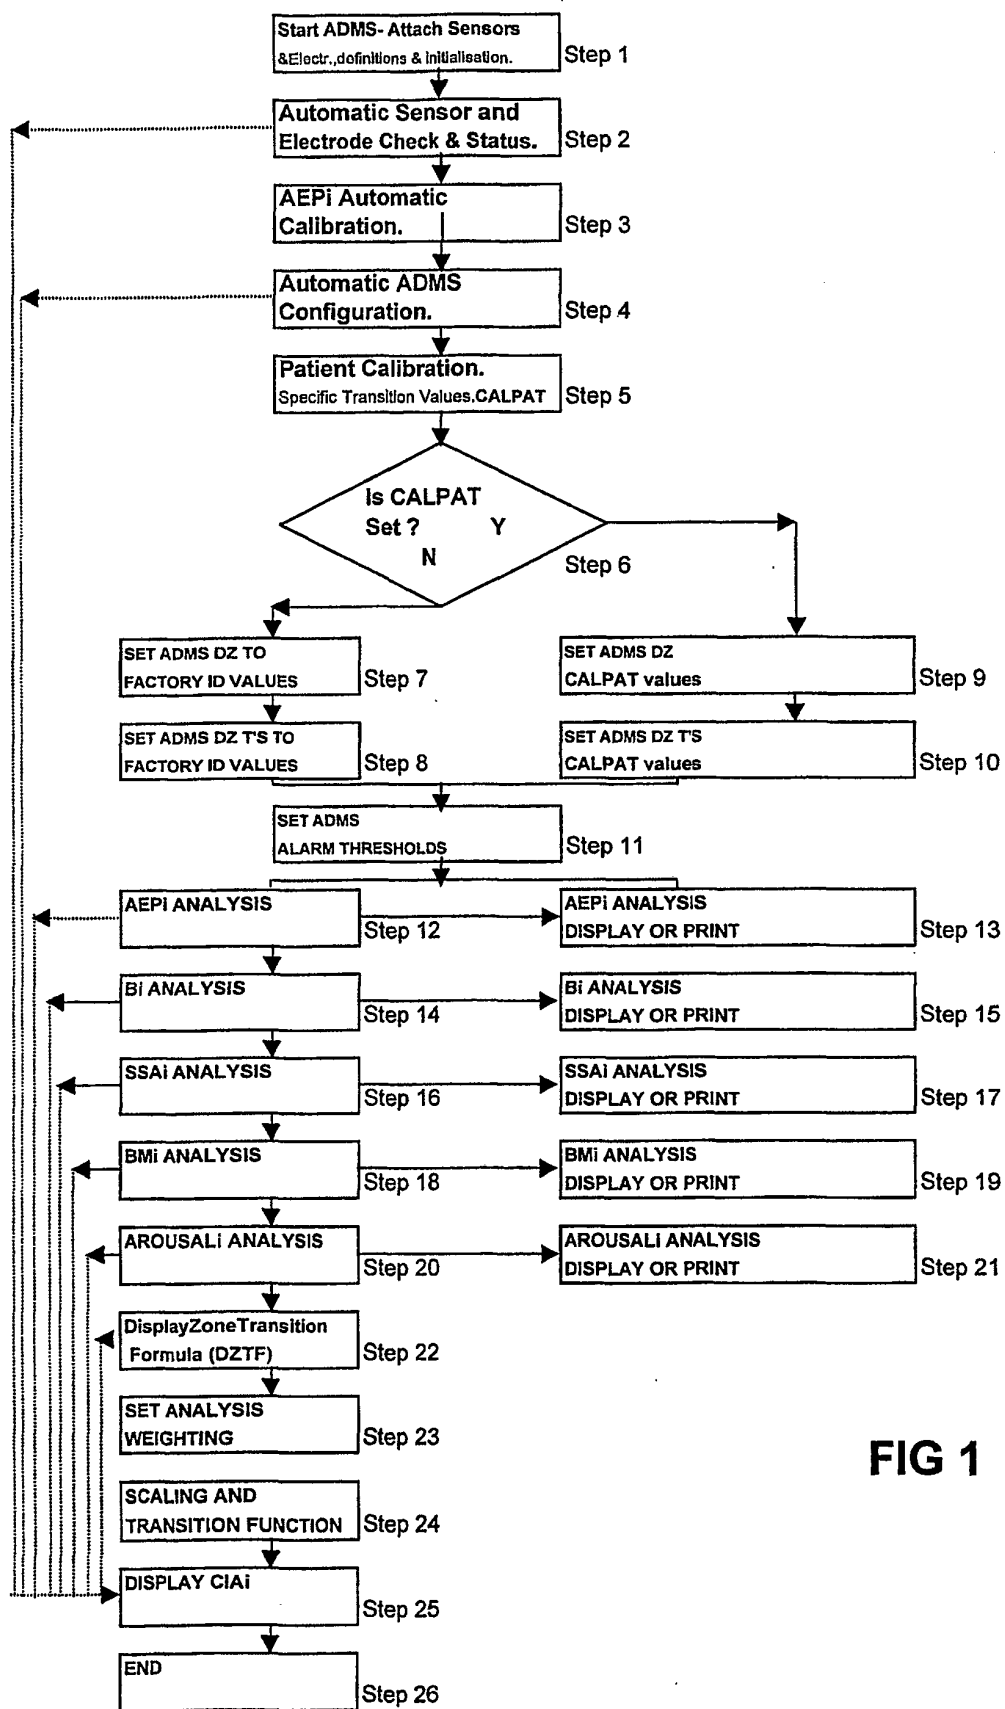 Start ADMS- Attach Sensors
&Electr.,definitions & initialisation.
Step 1
Automatic Sensor and
Electrode Check & Status.
Step 2
AEPi Automatic
Calibration.
Step 3
Automatic ADMS
Configuration.
Step 4
Patient Calibration.
Specific Transition Values.CALPAT
Step 5
Is CALPAT
Set ? Y
N
Step 6
SET ADMS DZ TO
FACTORY ID VALUES
Step 7
SET ADMS DZ
CALPAT values
Step 9
SET ADMS DZ T'S TO
FACTORY ID VALUES
Step 8
SET ADMS DZ T'S
CALPAT values
Step 10
SET ADMS
ALARM THRESHOLDS
Step 11
AEPi ANALYSIS
Step 12
AEPi ANALYSIS
DISPLAY OR PRINT
Step 13
Bi ANALYSIS
Step 14
Bi ANALYSIS
DISPLAY OR PRINT
Step 15
SSAi ANALYSIS
Step 16
SSAi ANALYSIS
DISPLAY OR PRINT
Step 17
BMi ANALYSIS
Step 18
BMi ANALYSIS
DISPLAY OR PRINT
Step 19
AROUSALi ANALYSIS
Step 20
AROUSALi ANALYSIS
DISPLAY OR PRINT
Step 21
DisplayZoneTransition
Formula (DZTF)
Step 22
SET ANALYSIS
WEIGHTING
Step 23
FIG 1
SCALING AND
TRANSITION FUNCTION
Step 24
DISPLAY CIAi
Step 25
END
Step 26